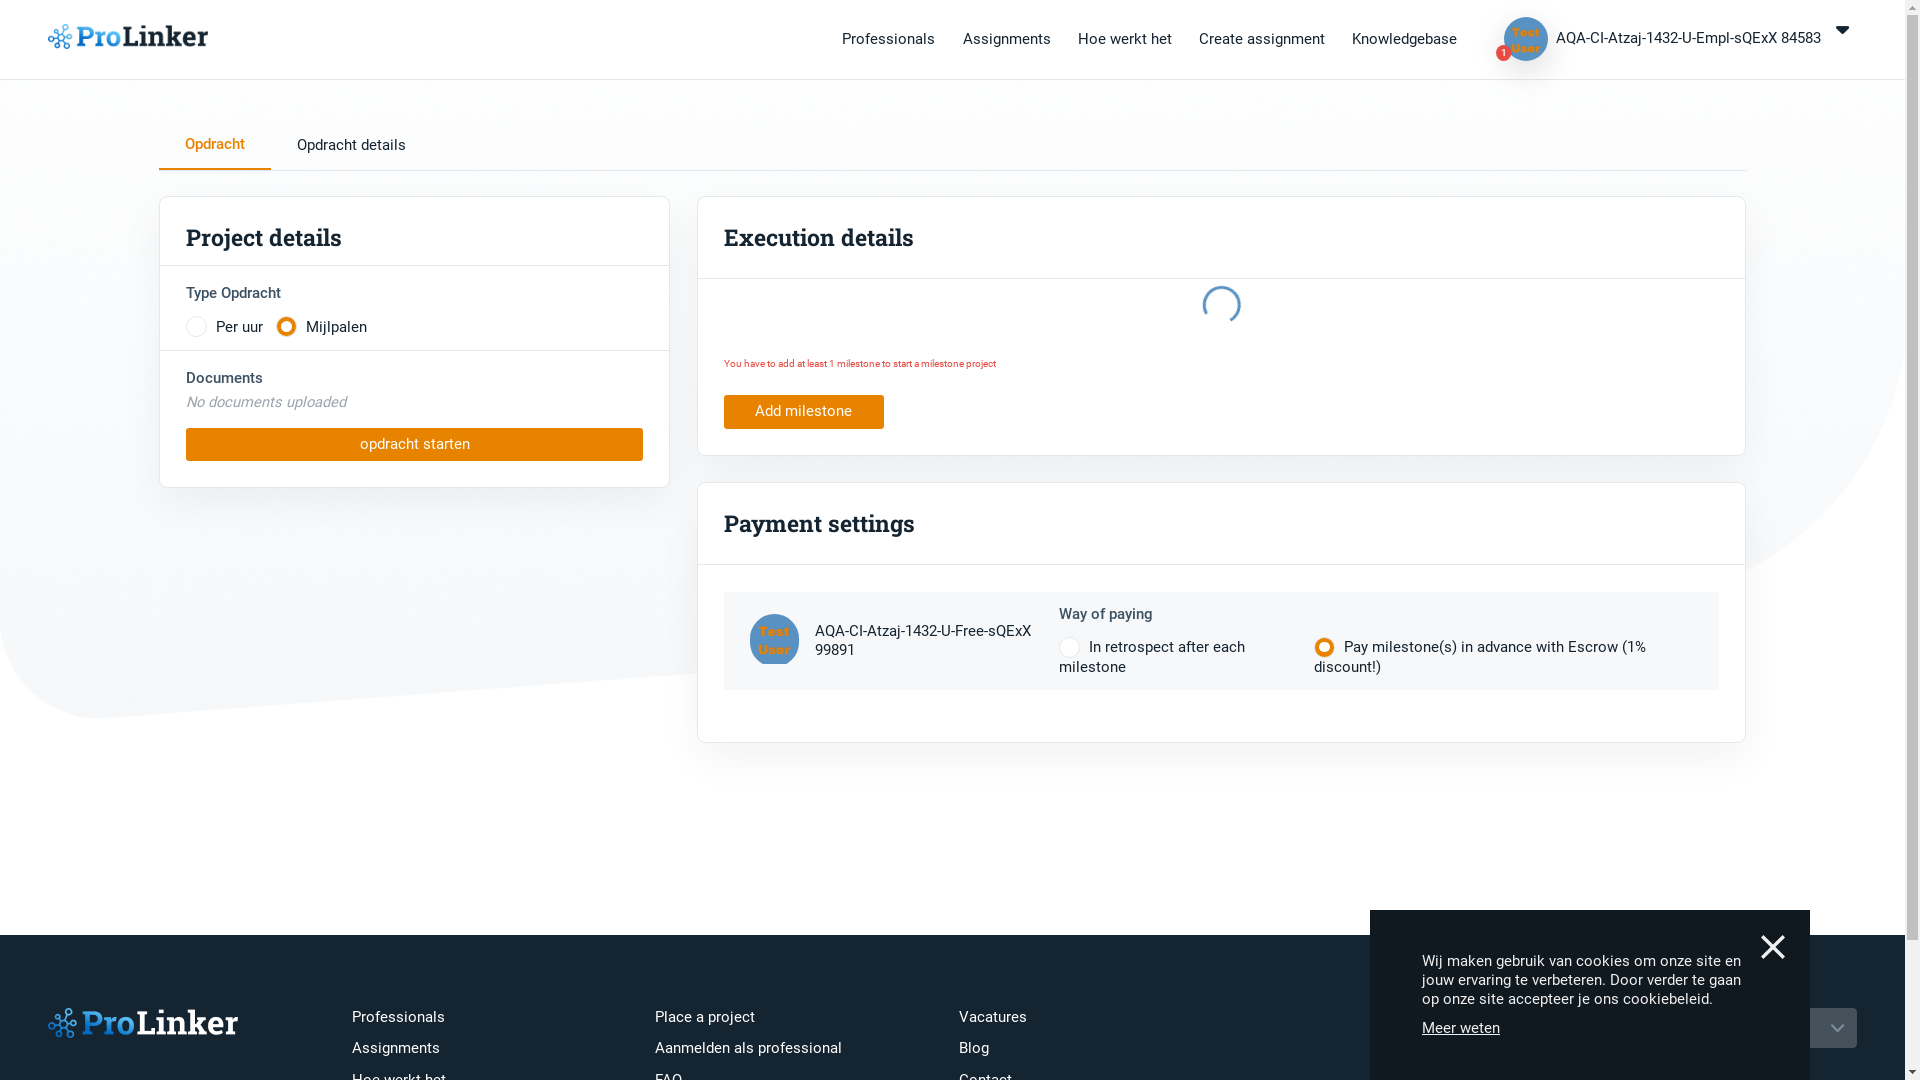 ProLinker
Professionals
Assignments
Hoe werkt het
Create assignment
Knowledgebase
Test
User
1
AQA-CI-Atzaj-1432-U-Empl-sQExX 84583
Opdracht
Opdracht details
Project details
Type Opdracht
Per uur
Mijlpalen
Documents
No documents uploaded
opdracht starten
Execution details
You have to add at least 1 milestone to start a milestone project
Add milestone
Payment settings
Test
User
AQA-CI-Atzaj-1432-U-Free-sQExX
99891
Way of paying
In retrospect after each
milestone
Pay milestone(s) in advance with Escrow (1%
discount!)
ProLinker
Professionals
Assignments
Hoe werkt het
Place a project
Aanmelden als professional
FAQ
Vacatures
Blog
Contact
Wij maken gebruik van cookies om onze site en
jouw ervaring te verbeteren. Door verder te gaan
op onze site accepteer je ons cookiebeleid.
Meer weten